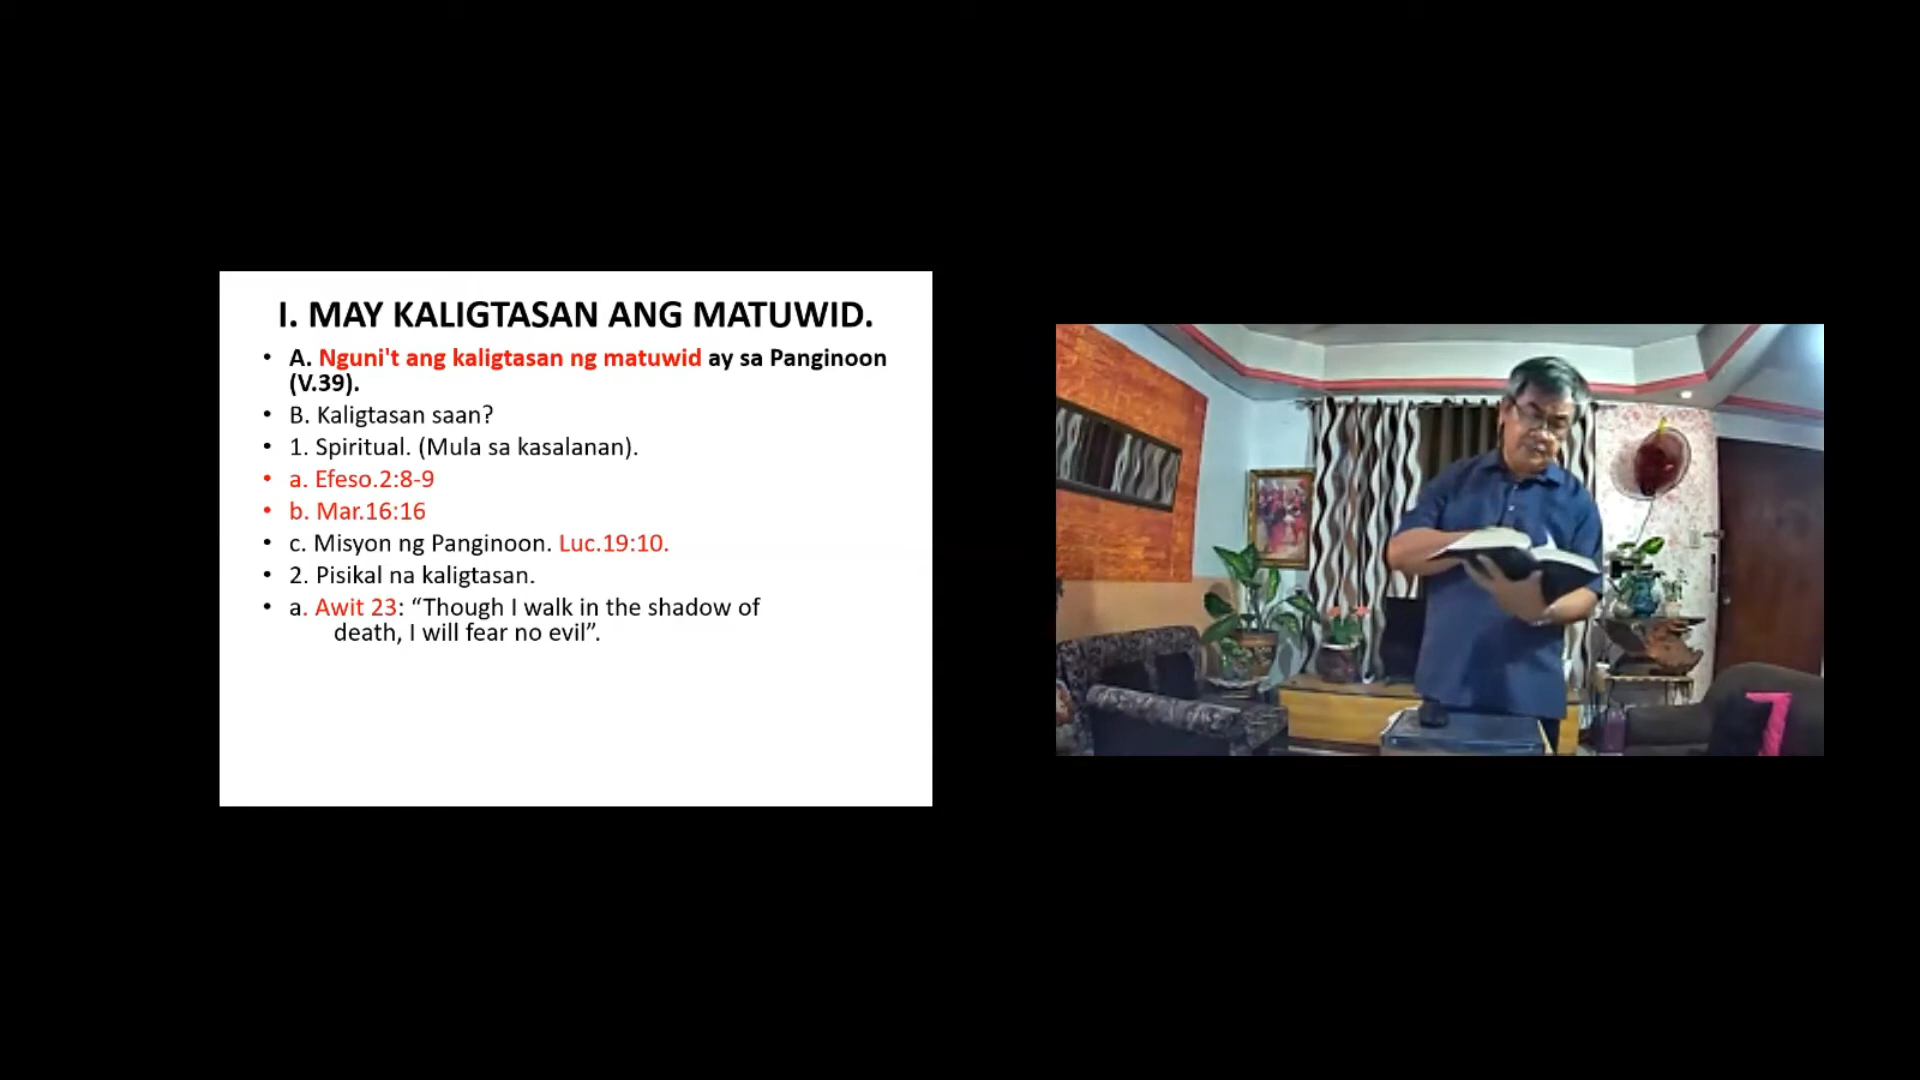 I. MAY KALIGTASAN ANG MATUWID.
• A. Nguni't ang kaligtasan ng matuwid ay sa Panginoon
(V.39).
• B. Kaligtasan saan?
• 1. Spiritual. (Mula sa kasalanan).
• a. Efeso.2:8-9
• b. Mar.16:16
• c. Misyon ng Panginoon. Luc.19:10.
• 2. Pisikal na kaligtasan.
• a. Awit 23: “Though I walk in the shadow of
death, I will fear no evil”.